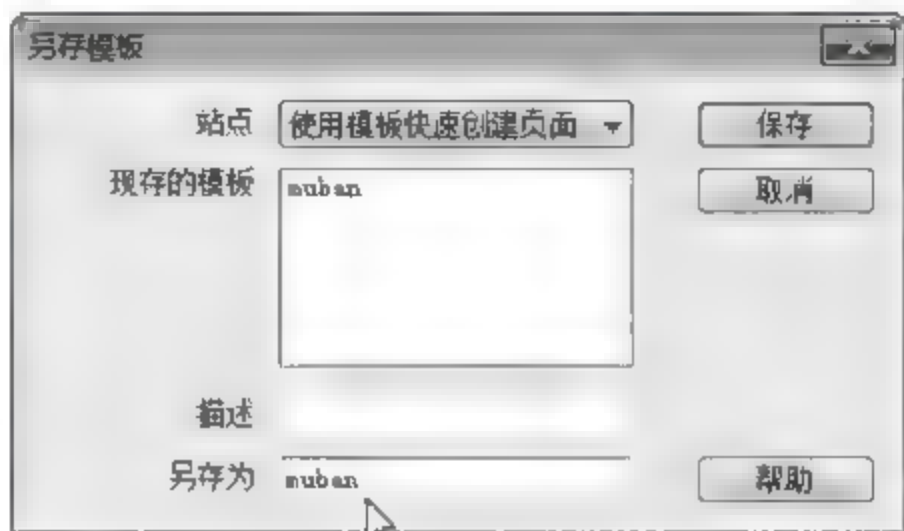 另存模板
站点 使用模板快速创建页面 保存
现存的模板 muban 取消
描述
另存为 muban 帮助